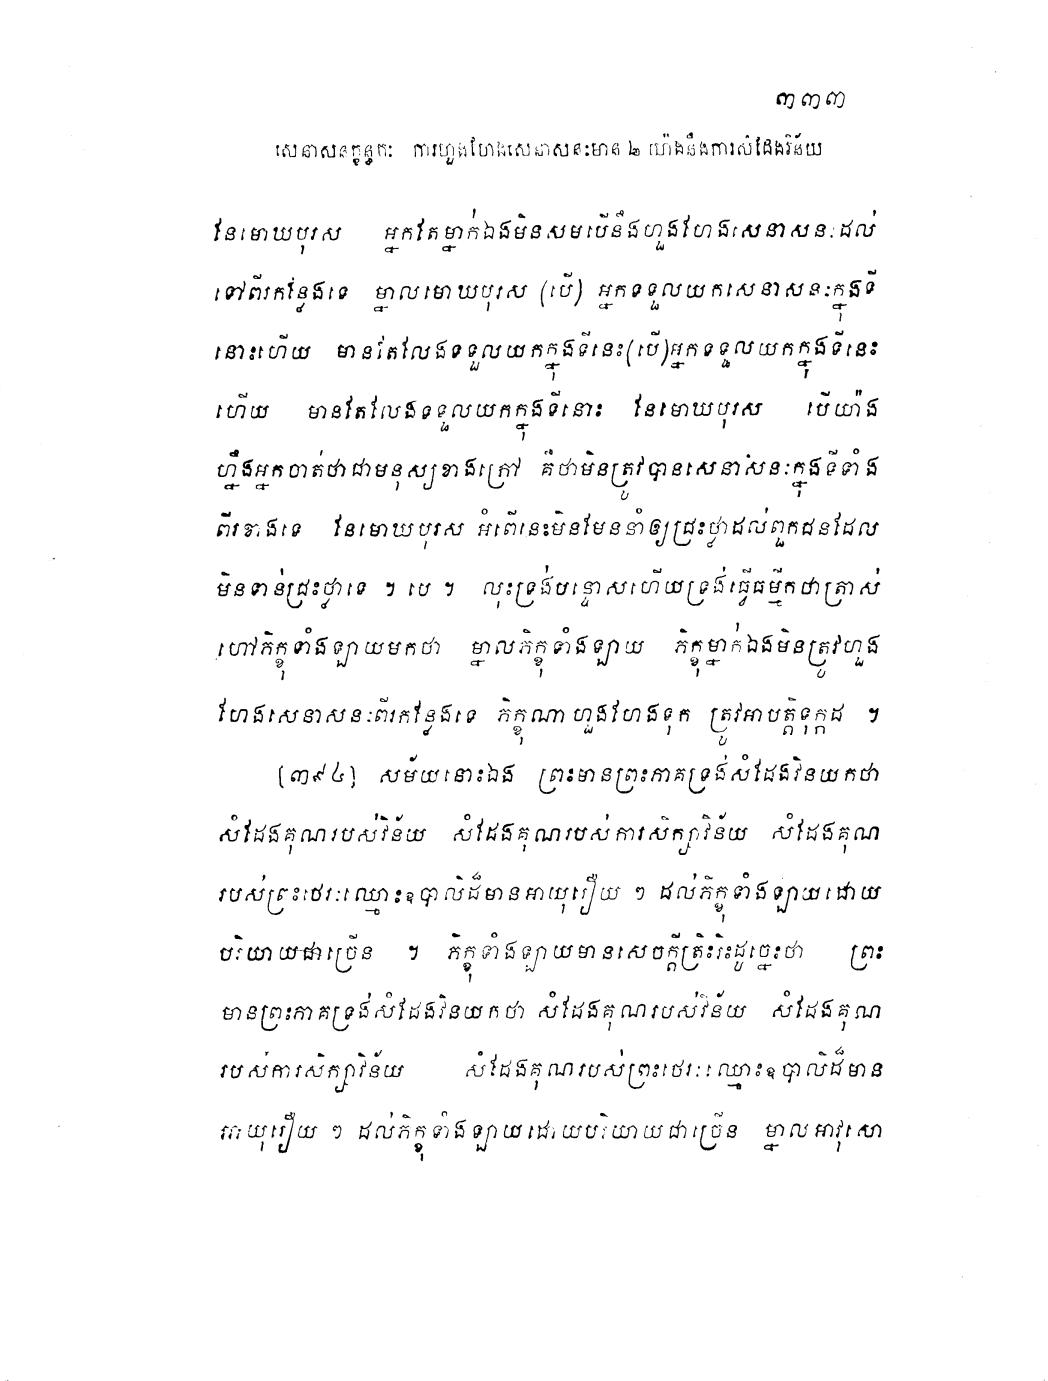 ៣៣៣
សេនាសនក្ខន្ធកៈ ការហួងហែងសេនាសនៈមាន ២ យ៉ាងនឹងការសំដែងវិន័យ
នែមោឃបុរស អ្នកតែម្នាក់ឯងមិនសមបើនឹងហួងហែងសេនាសនៈដល់
ទៅពីរកន្លែងទេ ម្នាលមោឃបុរស (បើ) អ្នកទទួលយកសេនាសនៈក្នុងទី
នោះហើយ មានតែលែងទទួលយកក្នុងទីនេះ(បើ)អ្នកទទួលយកក្នុងទីនេះ
ហើយ មានតែលែងទទួលយកក្នុងទីនោះ នែមោឃបុរស បើយ៉ាង
ហ្នឹងអ្នកចាត់ថាជាមនុស្សខាងក្រៅ គឺថាមិនត្រូវបានសេនាសនៈក្នុងទីទាំង
ពីរខាងទេ នែមោឃបុរស អំពើនេះមិនមែននាំឲ្យជ្រះថ្លាដល់ពួកជនដែល
មិនទាន់ជ្រះថ្លាទេ ។ បេ ។ លុះទ្រង់បន្ទោសហើយទ្រង់ធ្វើធម្មីកថាត្រាស់
ហៅភិក្ខុទាំងឡាយមកថា ម្នាលភិក្ខុទាំងឡាយ ភិក្ខុម្នាក់ឯងមិនត្រូវហួង
ហែងសេនាសនៈពីរកន្លែងទេ ភិក្ខុណាហួងហែងទុក ត្រូវអាបត្តិទុក្កដ ។
(៣៩៤) សម័យនោះឯង ព្រះមានព្រះភាគទ្រង់សំដែងវិនយកថា
សំដែងគុណរបស់វិន័យ សំដែងគុណរបស់ការសិក្សាវិន័យ សំដែងគុណ
របស់ព្រះថេរៈឈ្មោះឧបាលិដ៏មានអាយុរឿយ ៗ ដល់ភិក្ខុទាំងឡាយដោយ
បរិយាយជាច្រើន ។ ភិក្ខុទាំងឡាយមានសេចក្តីត្រិះរិះដូច្នេះថា ព្រះ
មានព្រះភាគទ្រង់សំដែងវិនយកថា សំដែងគុណរបស់វិន័យ សំដែងគុណ
របស់ការសិក្សាវិន័យ សំដែងគុណរបស់ព្រះថេរៈឈ្មោះឧបាលិដ៏មាន
អាយុរឿយ ៗ ដល់ភិក្ខុទាំងឡាយដោយបរិយាយជាច្រើន ម្នាលអាវុសោ